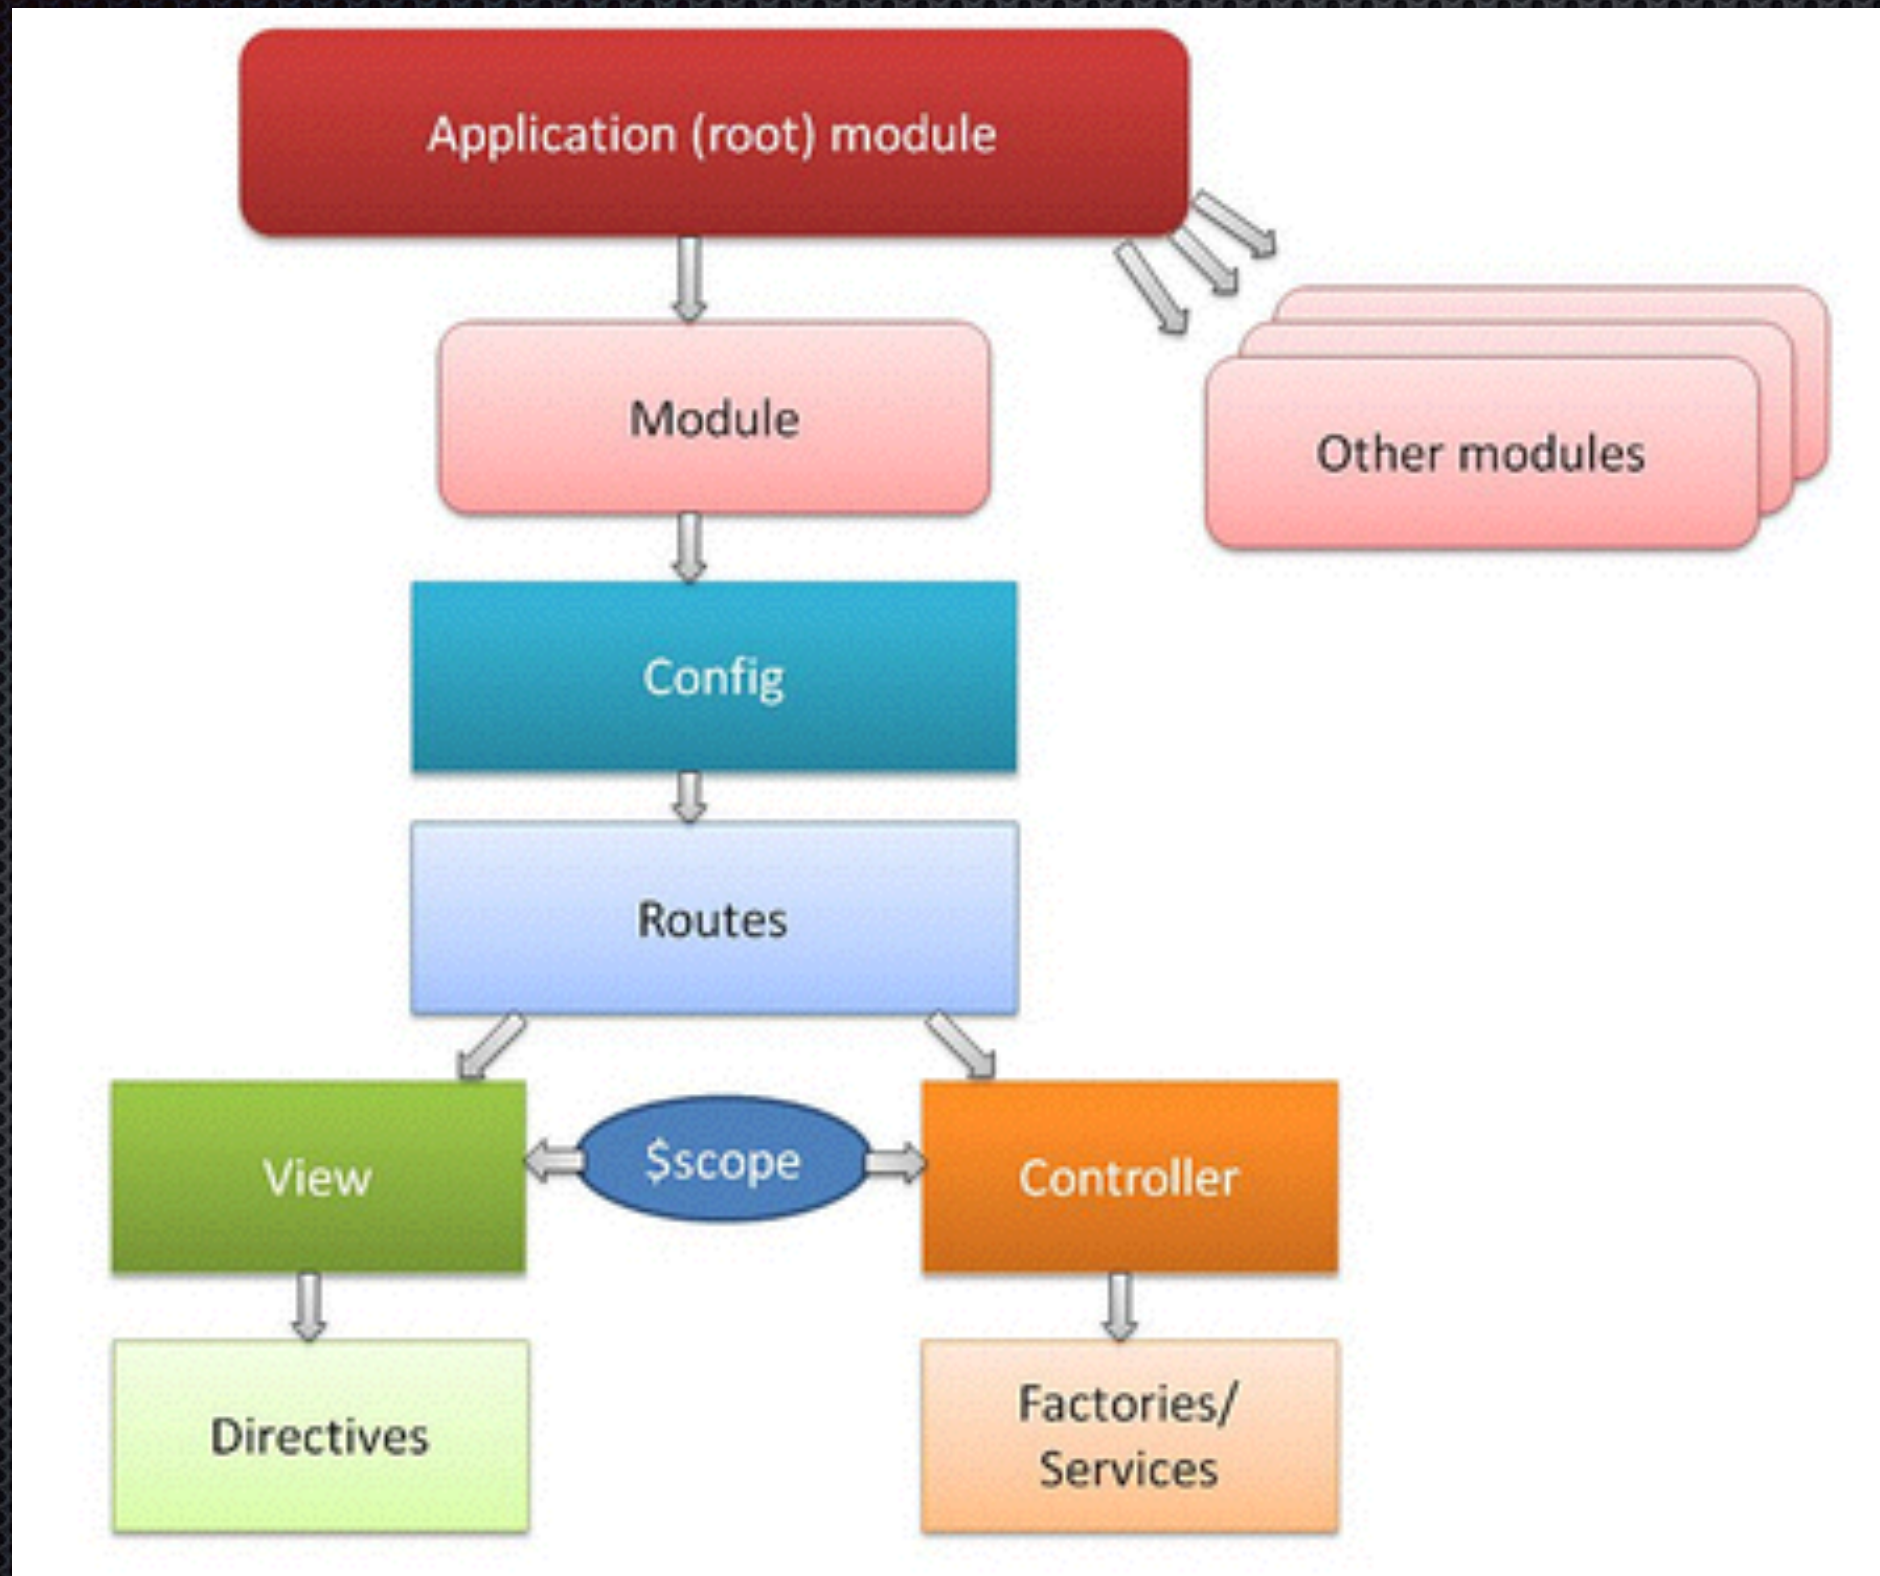 Application (root) module
Module
Other modules
Config
Routes
View
$scope
Controller
Directives
Factories/
Services